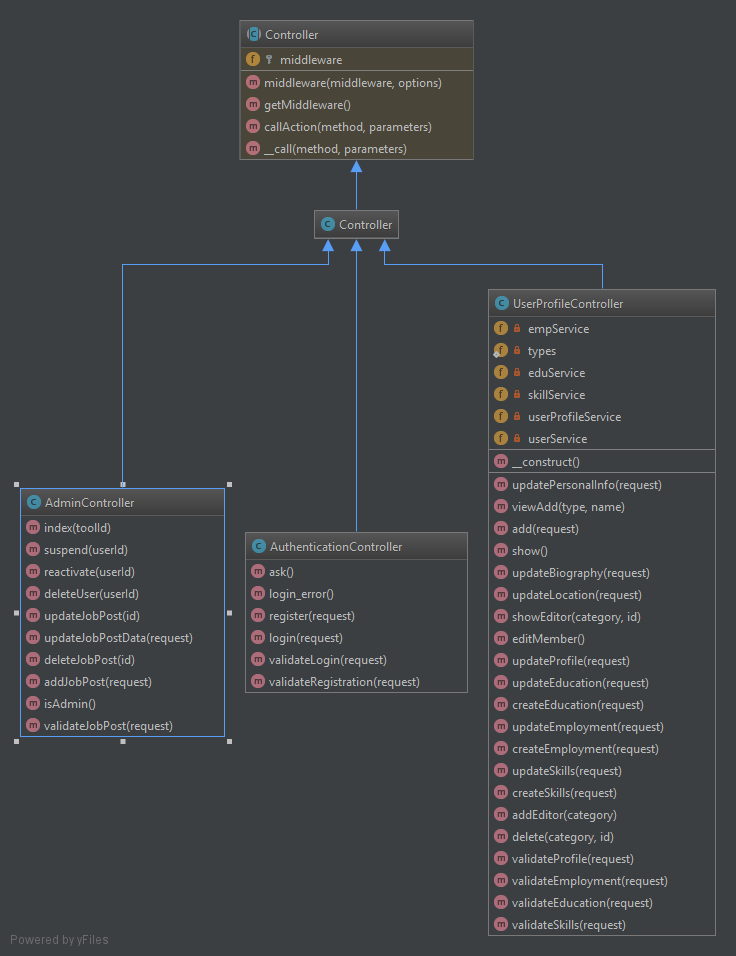 Controller
middleware
middleware(middleware, options)
getMiddleware()
callAction(method, parameters)
__call(method, parameters)
Controller
AdminController
index(toolId)
suspend(userId)
reactivate(userId)
deleteUser(userId)
updateJobPost(id)
updateJobPostData(request)
deleteJobPost(id)
addJobPost(request)
isAdmin()
validateJobPost(request)
AuthenticationController
ask()
login_error()
register(request)
login(request)
validateLogin(request)
validateRegistration(request)
UserProfileController
empService
types
eduService
skillService
userProfileService
userService
__construct()
updatePersonalInfo(request)
viewAdd(type, name)
add(request)
show()
updateBiography(request)
updateLocation(request)
showEditor(category, id)
editMember()
updateProfile(request)
updateEducation(request)
createEducation(request)
updateEmployment(request)
createEmployment(request)
updateSkills(request)
createSkills(request)
addEditor(category)
delete(category, id)
validateProfile(request)
validateEmployment(request)
validateEducation(request)
validateSkills(request)
Powered by yFiles